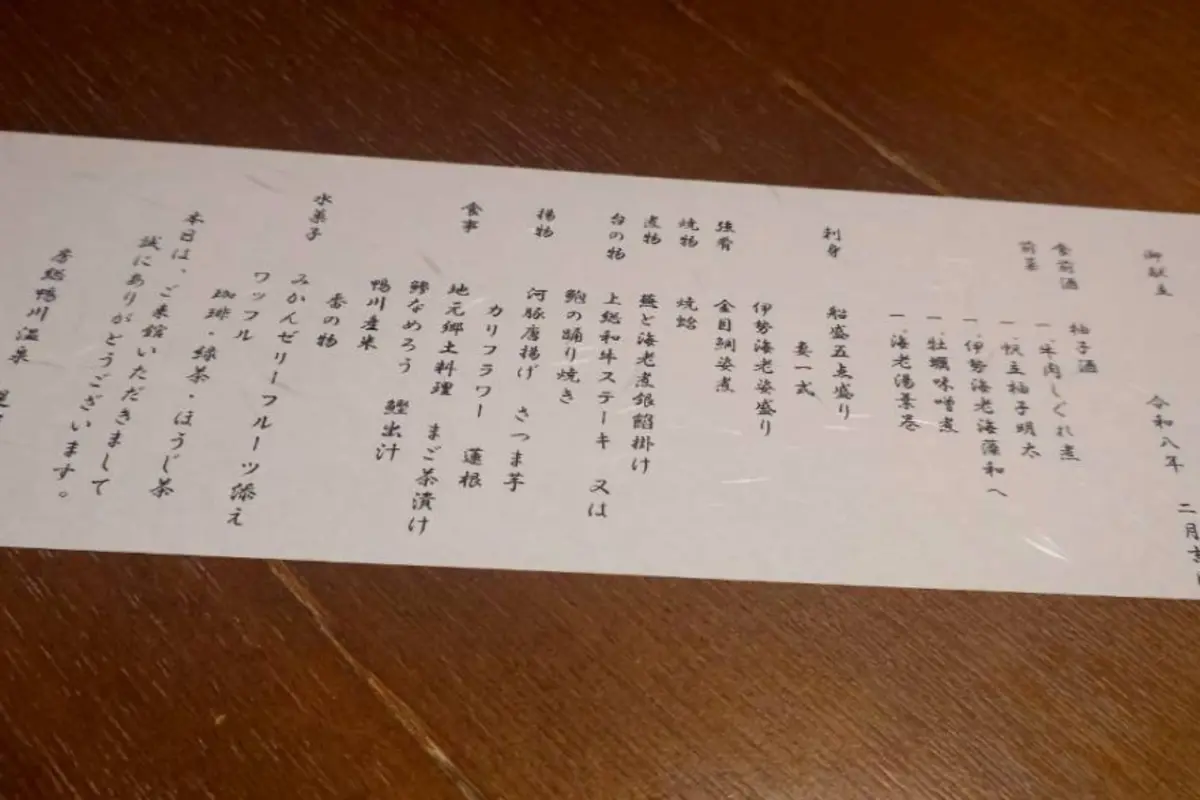 御献立
令和八年 二月
食前酒 柚子酒
前菜 一、牛肉しぐれ煮
一、帆立柚子明太
一、伊勢海老海藻和へ
一、牡蠣味噌煮
一、海老湯葉巻
刺身 船盛五点盛り
妻一式
伊勢海老姿盛り
強肴 金目鯛姿煮
焼物 焼蛤
煮物 蕪と海老煮銀餡掛け
台の物 上総和牛ステーキ 又は
鮑の踊り焼き
揚物 河豚唐揚げ さつま芋
カリフラワー 蓮根
食事 地元郷土料理 まご茶漬け
鯵なめろう 鰹出汁
鴨川産米
香の物
水菓子 みかんゼリーフルーツ添え
ワッフル
珈琲・緑茶・ほうじ茶
本日は、ご来館いただきまして
誠にありがとうございます。
房総鴨川温泉